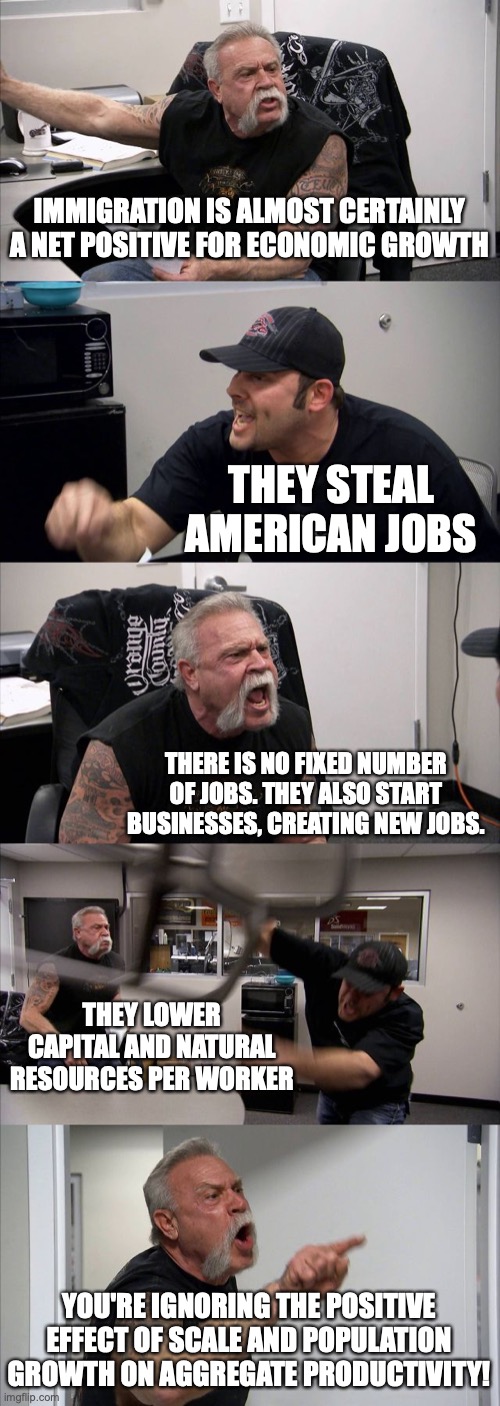 IMMIGRATION IS ALMOST CERTAINLY
A NET POSITIVE FOR ECONOMIC GROWTH
THEY STEAL
AMERICAN JOBS
Orange
County
THERE IS NO FIXED NUMBER
OF JOBS. THEY ALSO START
BUSINESSES, CREATING NEW JOBS.
THEY LOWER
CAPITAL AND NATURAL
RESOURCES PER WORKER
YOU'RE IGNORING THE POSITIVE
EFFECT OF SCALE AND POPULATION
GROWTH ON AGGREGATE PRODUCTIVITY!
imgflip.com